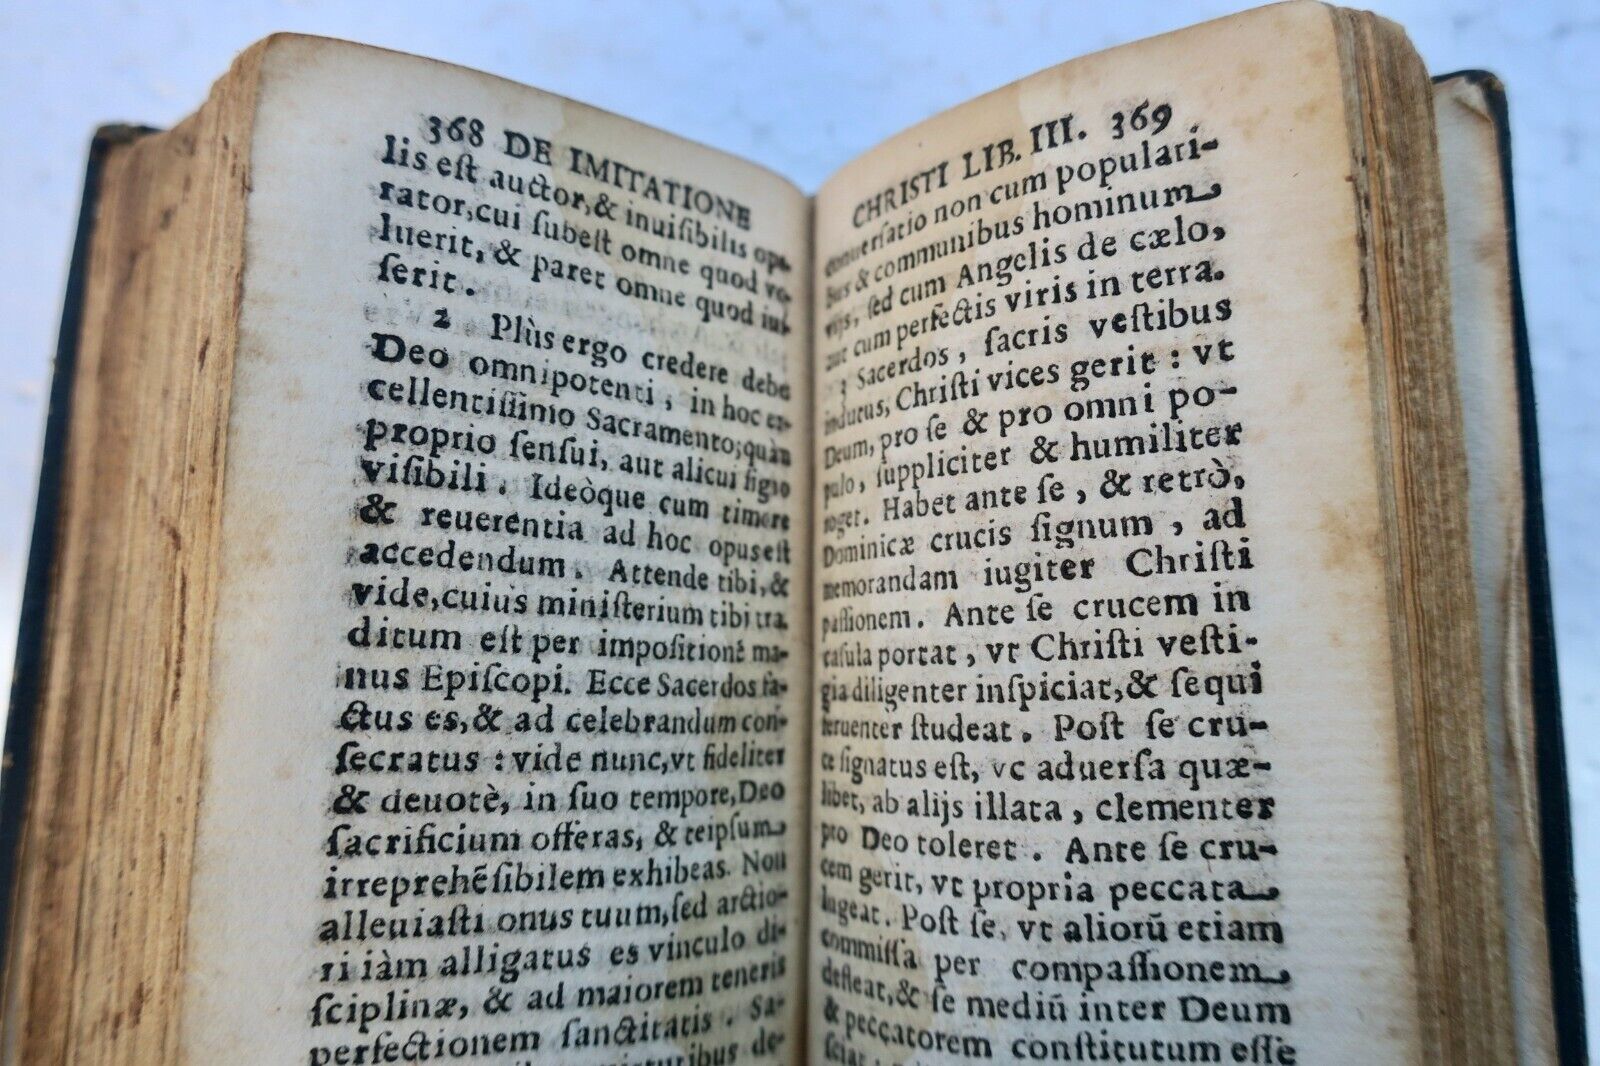 368 DE IMITATIONE
lis eſt auctor, & inuiſibilis ope-
rator, cui ſubeſt omne quod vo-
luerit, & paret omne quod iuſ-
ſerit.
2 Plùs ergo credere debes
Deo omnipotenti, in hoc ex-
cellentiſſimo Sacramento, quàm
proprio ſenſui, aut alicui ſigno
viſibili. Ideòque cum timore
& reuerentia ad hoc opus eſt
accedendum. Attende tibi, &
vide, cuius miniſterium tibi tra
ditum eſt per impoſitionē ma-
nus Epiſcopi. Ecce Sacerdos fa-
ctus es, & ad celebrandum con-
ſecratus : vide nunc, vt fideliter
& deuotè, in ſuo tempore, Deo
ſacrificium offeras, & teipſum
irreprehēſibilem exhibeas. Non
alleuiaſti onus tuum, ſed arctio-
ri iàm alligatus es vinculo di-
ſciplinæ, & ad maiorem teneris
perfectionem ſanctitatis. Sa-
de-
CHRISTI LIB. III. 369
conuerſatio non cum populari-
bus & communibus hominum
vijs, ſed cum Angelis de cælo,
aut cum perfectis viris in terra.
3 Sacerdos, ſacris veſtibus
indutus, Chriſti vices gerit : vt
Deum, pro ſe & pro omni po-
pulo, ſuppliciter & humiliter
roget. Habet ante ſe, & retrò,
Dominicæ crucis ſignum, ad
memorandam iugiter Chriſti
paſſionem. Ante ſe crucem in
caſula portat, vt Chriſti veſti-
gia diligenter inſpiciat, & ſequi
feruenter ſtudeat. Poſt ſe cru-
ce ſignatus eſt, vt aduerſa quæ-
libet, ab alijs illata, clementer
pro Deo toleret. Ante ſe cru-
cem gerit, vt propria peccata
lugeat. Poſt ſe, vt aliorū etiam
commiſſa per compaſſionem
defleat, & ſe mediū inter Deum
& peccatorem conſtitutum eſſe
ſciat